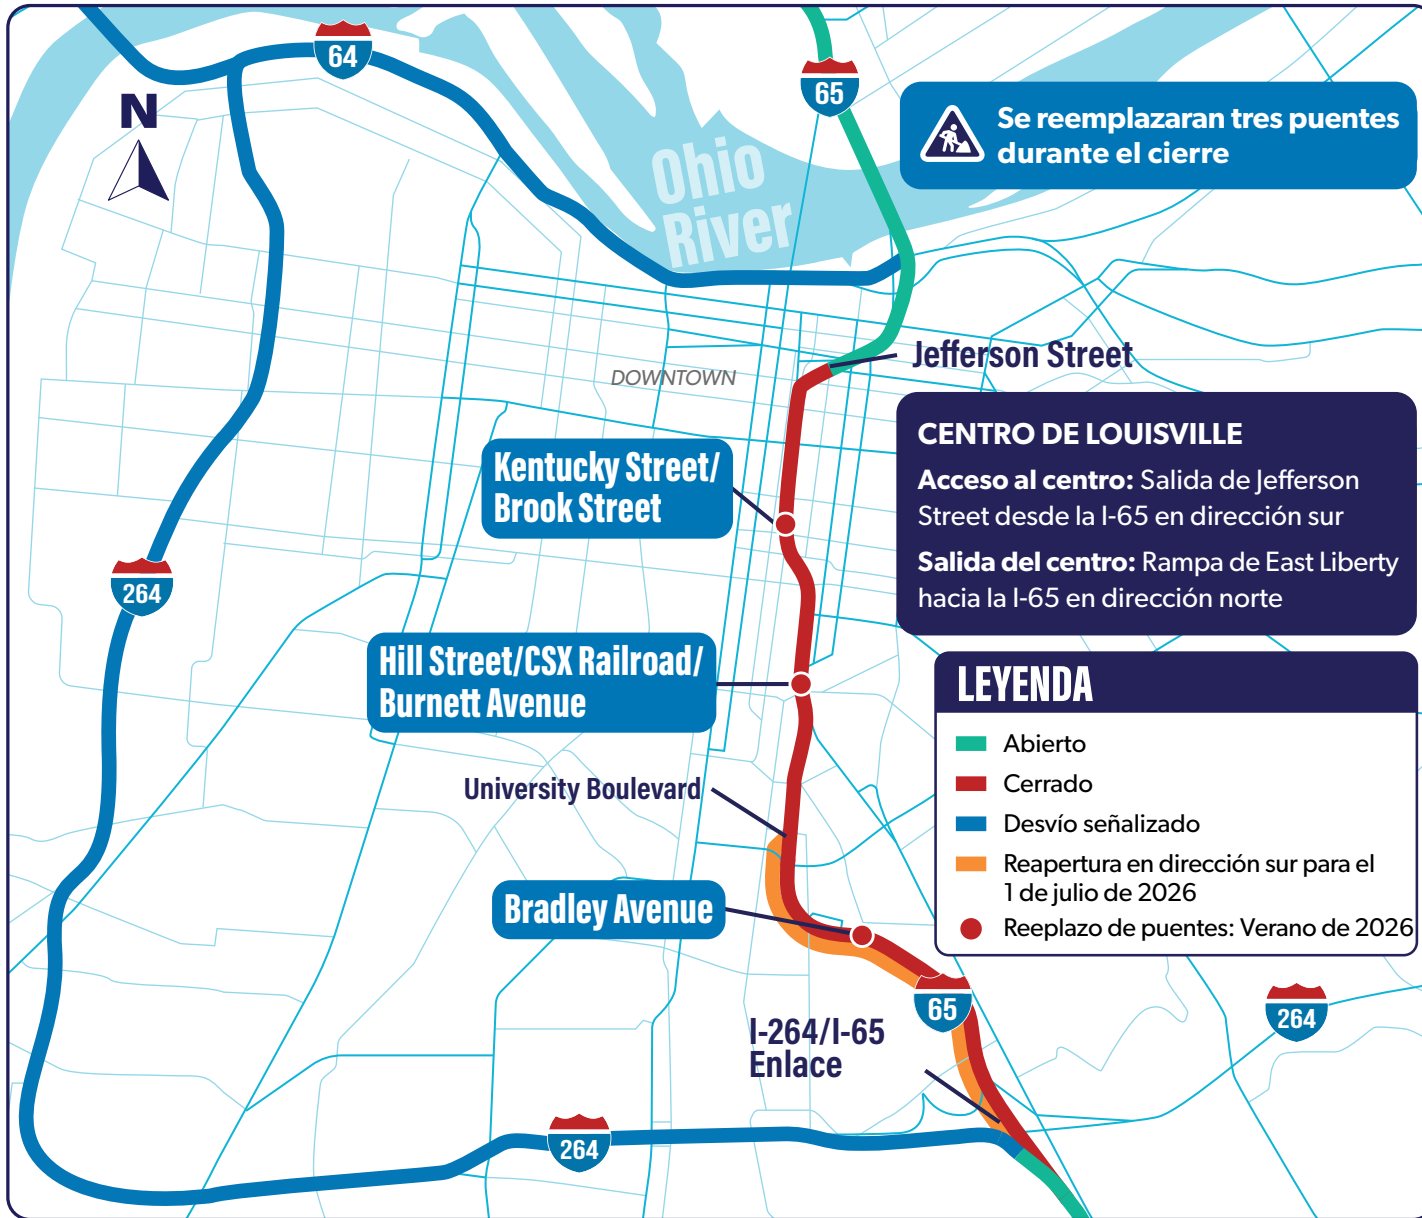 64
65
N
Se reemplazaran tres puentes
durante el cierre
Ohio
River
Jefferson Street
DOWNTOWN
CENTRO DE LOUISVILLE
Acceso al centro: Salida de Jefferson
Street desde la I-65 en dirección sur
Salida del centro: Rampa de East Liberty
hacia la I-65 en dirección norte
Kentucky Street/
Brook Street
264
Hill Street/CSX Railroad/
Burnett Avenue
LEYENDA
Abierto
Cerrado
Desvío señalizado
Reapertura en dirección sur para el
1 de julio de 2026
Reeplazo de puentes: Verano de 2026
University Boulevard
Bradley Avenue
65
264
I-264/I-65
Enlace
264